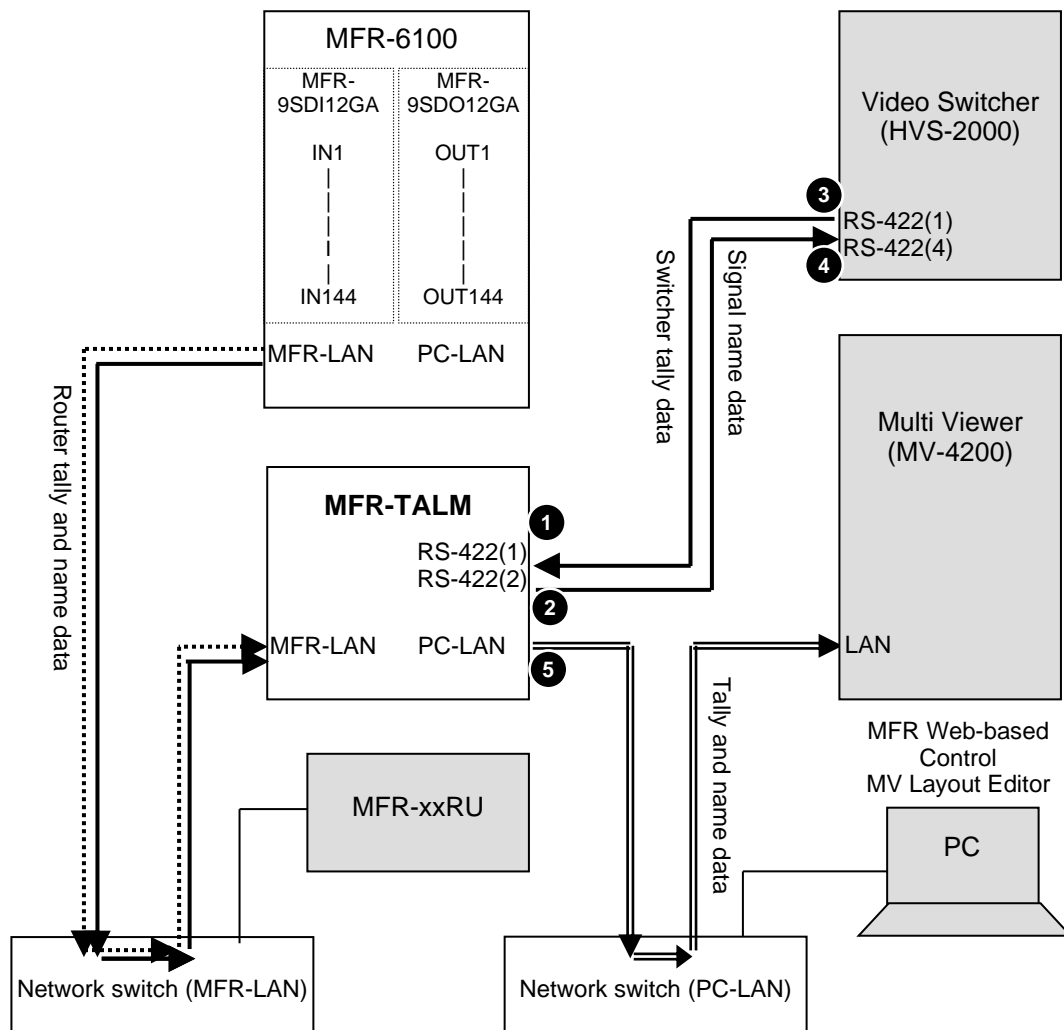 MFR-6100
MFR-
9SDI12GA
IN1
IN144
MFR-
9SDO12GA
OUT1
OUT144
MFR-LAN
PC-LAN
Router tally and name data
Video Switcher
(HVS-2000)
3
RS-422(1)
RS-422(4)
4
Switcher tally data
Signal name data
MFR-TALM
1
RS-422(1)
RS-422(2)
2
MFR-LAN
PC-LAN
5
Multi Viewer
(MV-4200)
LAN
Tally and name data
MFR-xxRU
MFR Web-based
Control
MV Layout Editor
PC
Network switch (MFR-LAN)
Network switch (PC-LAN)